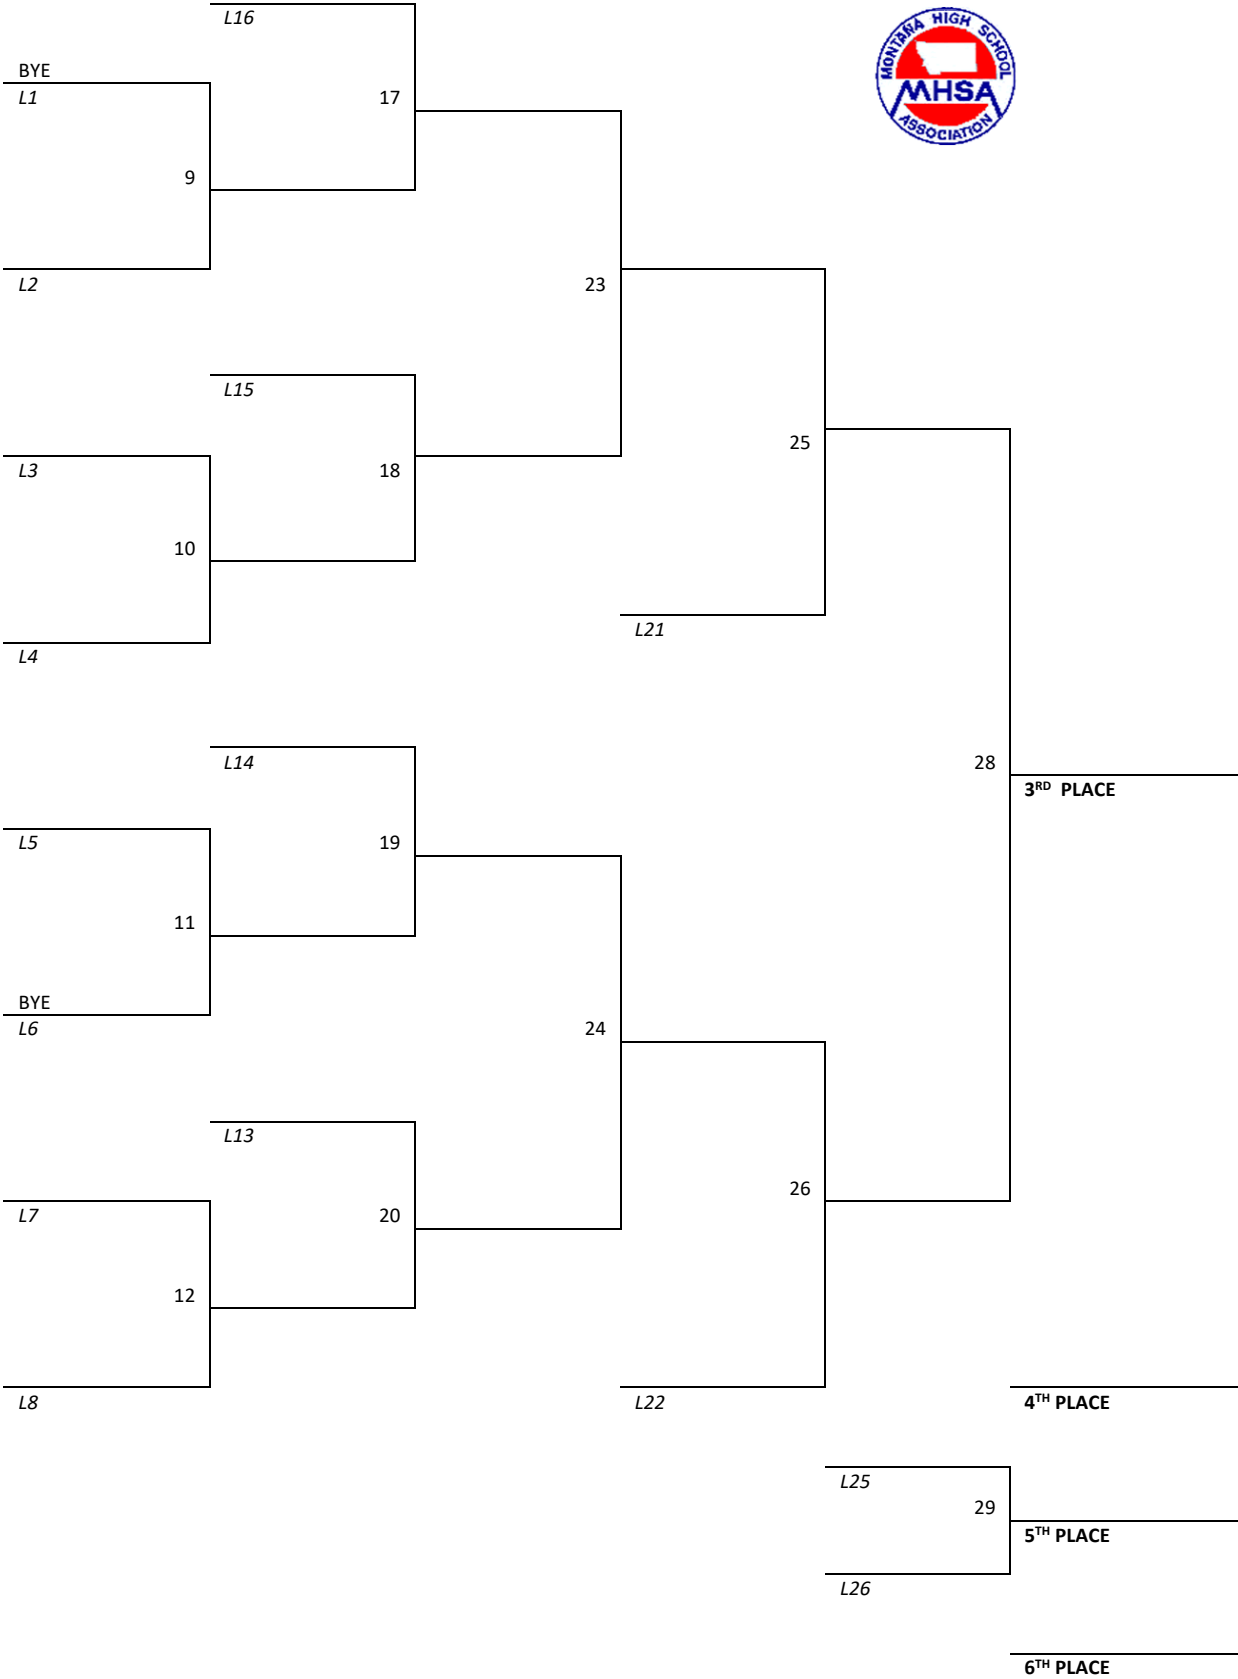 L16
MONTANA HIGH SCHOOL
MHSA
ASSOCIATION
BYE
L1
17
9
L2
23
L15
25
L3
18
10
L21
L4
L14
28
3RD PLACE
L5
19
11
BYE
L6
24
L13
26
L7
20
12
L8
L22
4TH PLACE
L25
29
5TH PLACE
L26
6TH PLACE